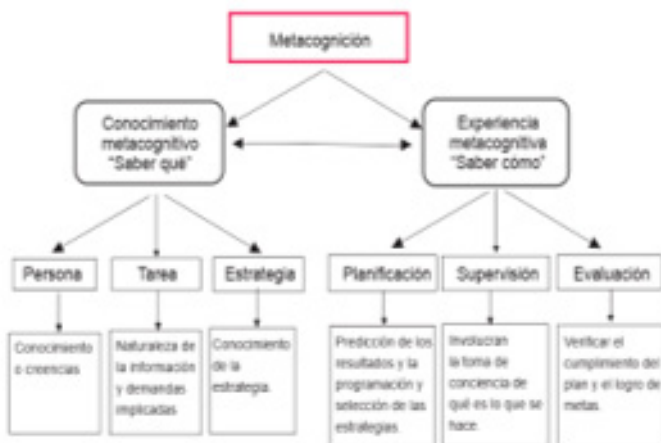 Metacognición
Conocimiento
metacognitivo
"Saber qué"
Experiencia
metacognitiva
"Saber cómo"
Persona
Tarea
Estrategia
Planificación
Supervisión
Evaluación
Conocimiento
o creencias
Naturaleza de
la información
y demandas
implicadas
Conocimiento
de la
estrategia.
Predicción de los
resultados y la
programación y
selección de las
estrategias.
Involucran
la toma de
conciencia de
qué es lo que se
hace.
Verificar el
cumplimiento del
plan y el logro de
metas.